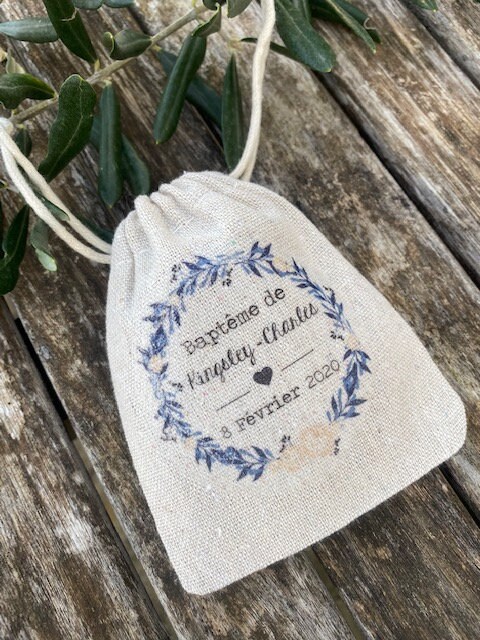 Baptême de
Kingsley-Charles
8 Février 2020